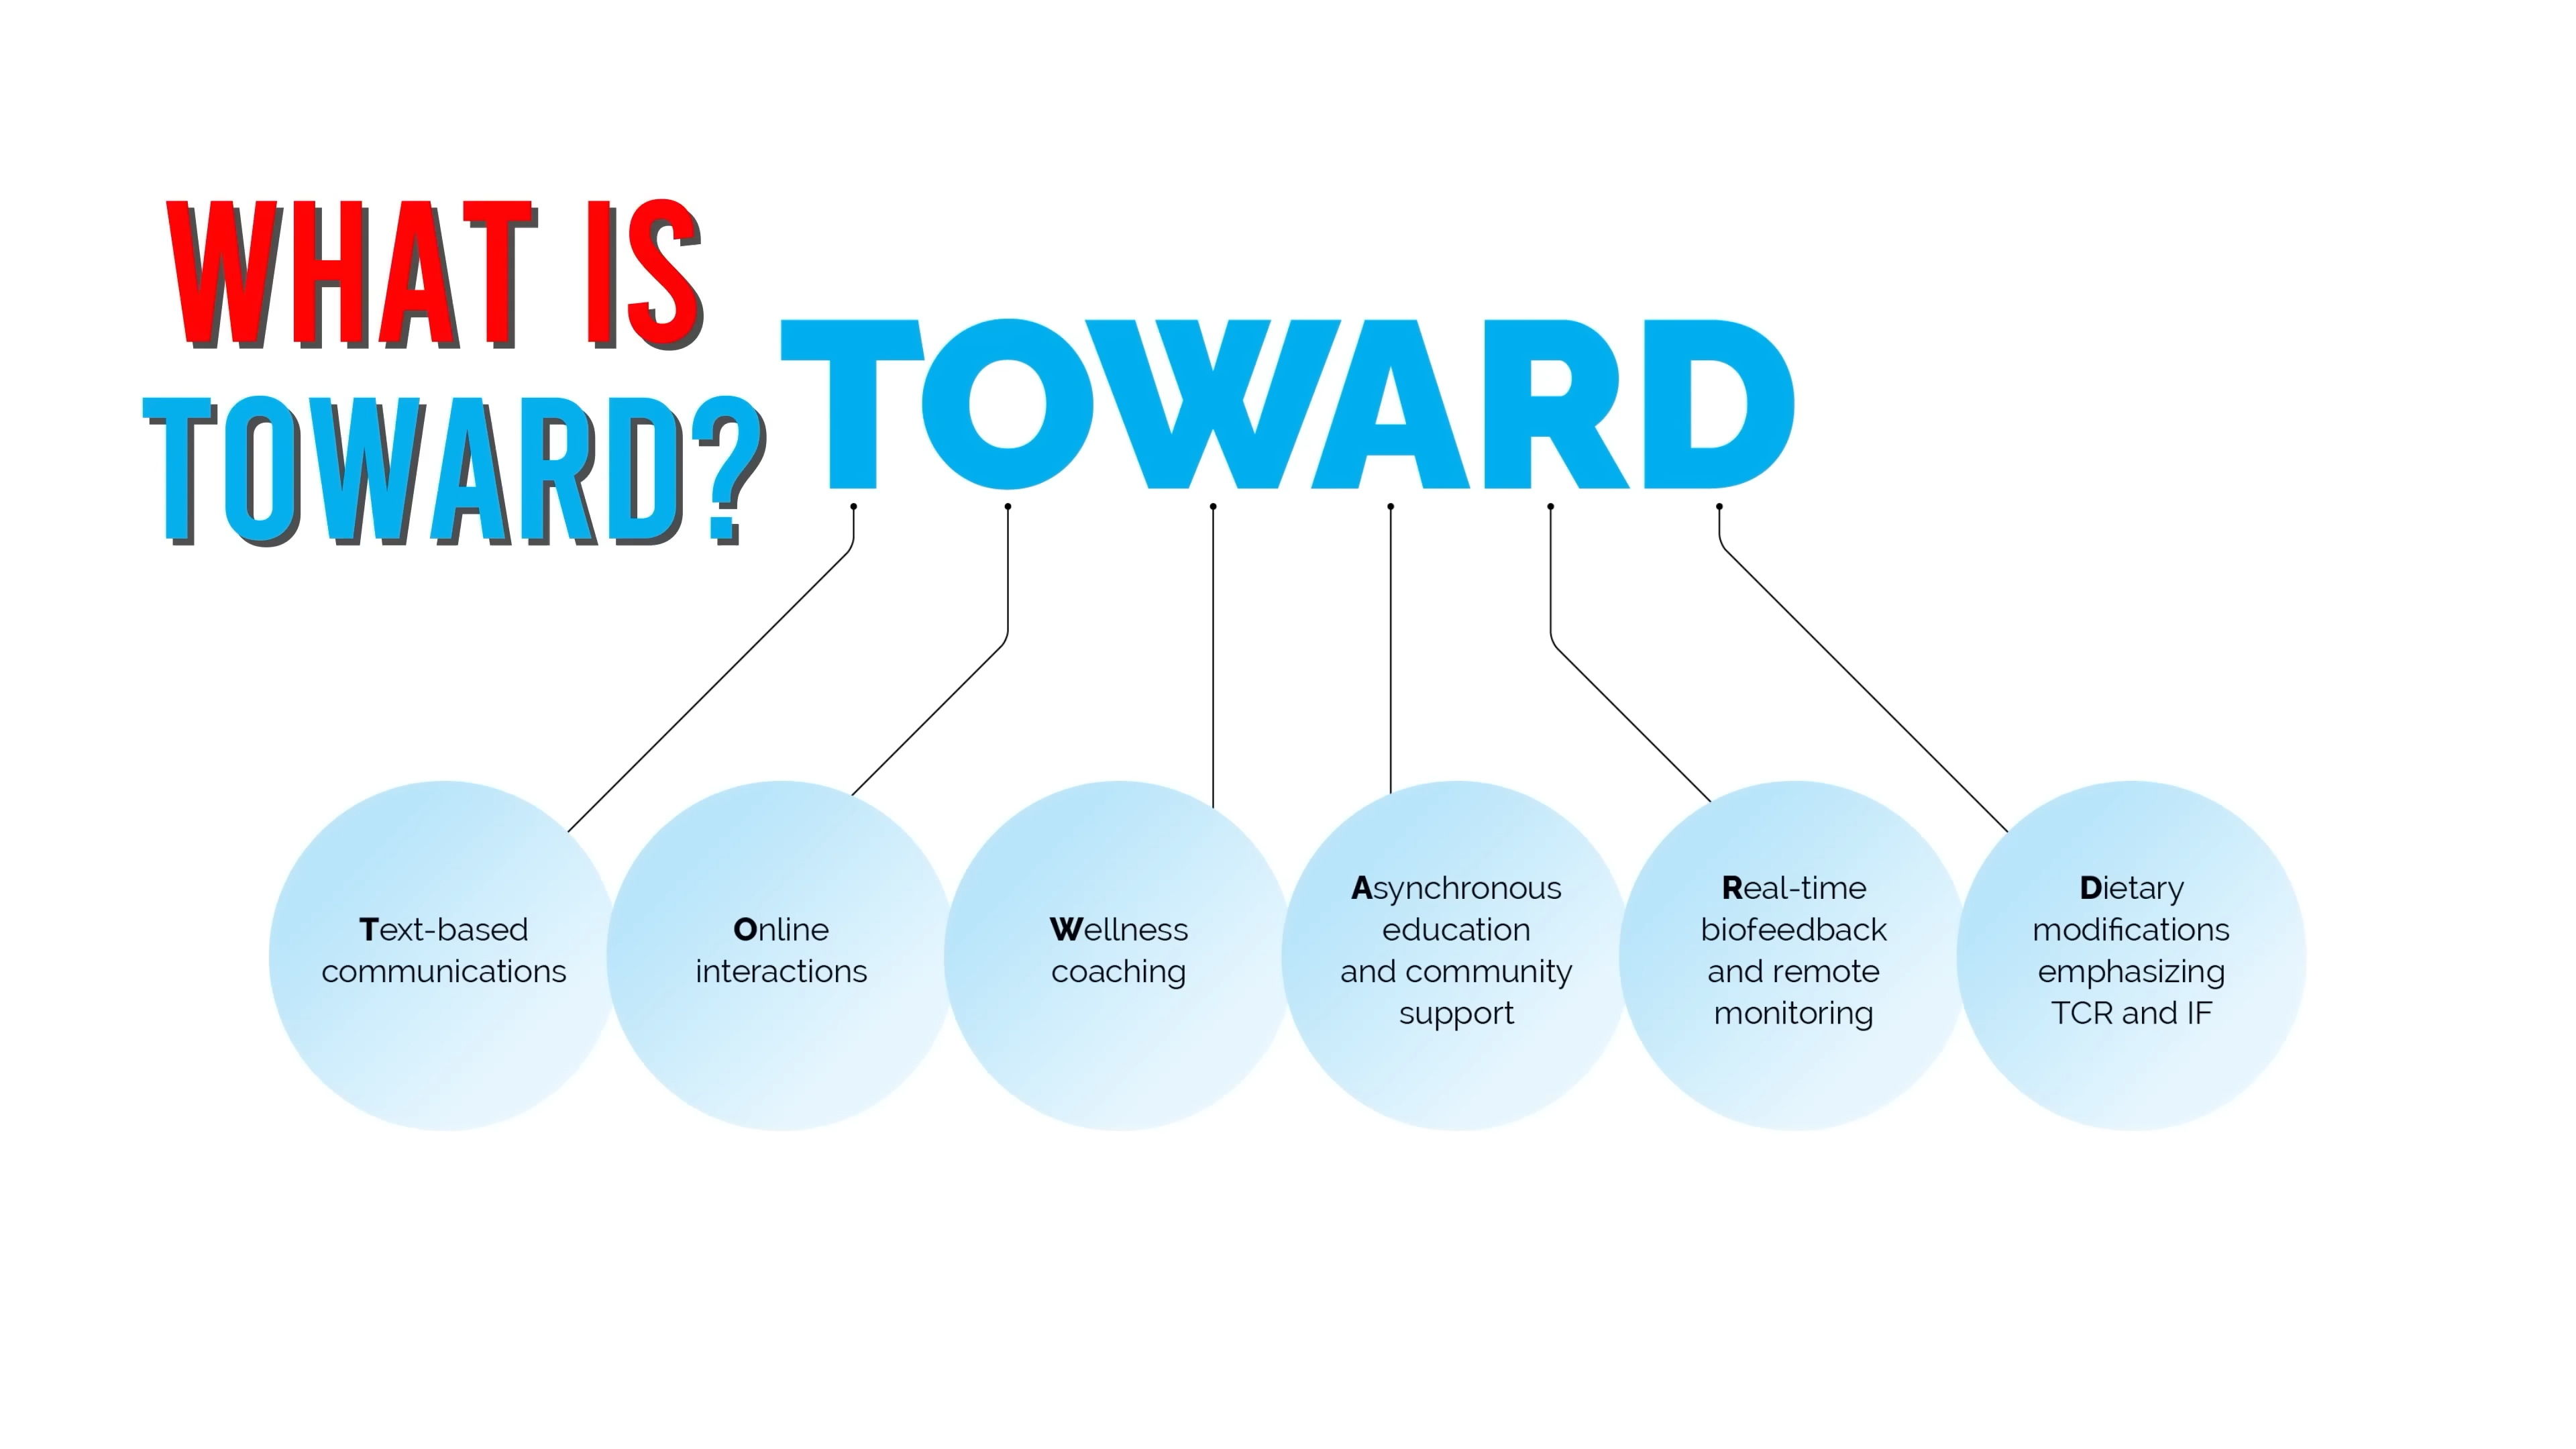 WHAT IS
TOWARD?
TOWARD
Text-based
communications
Online
interactions
Wellness
coaching
Asynchronous
education
and community
support
Real-time
biofeedback
and remote
monitoring
Dietary
modifications
emphasizing
TCR and IF